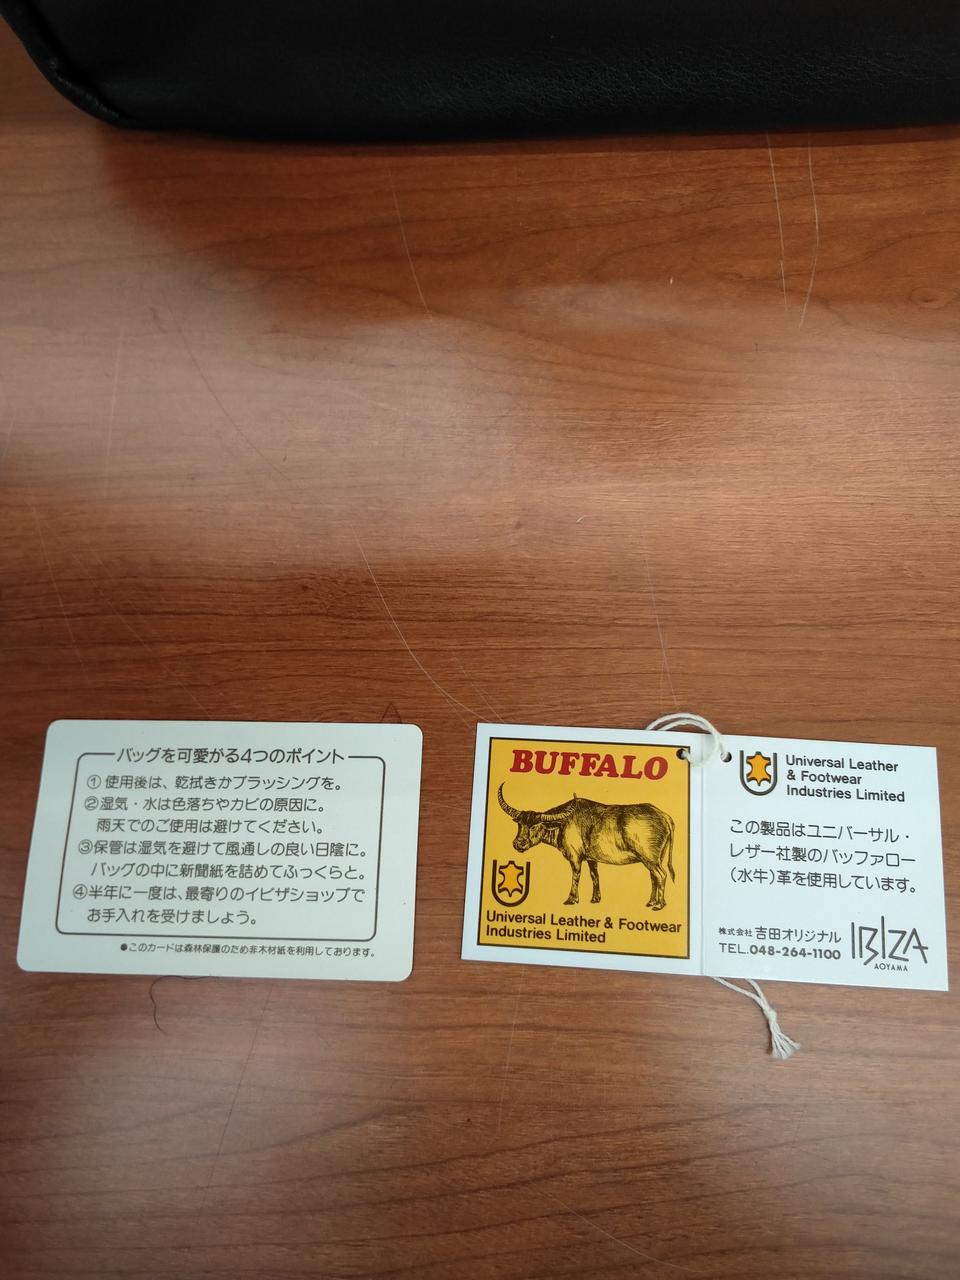 バッグを可愛がる4つのポイント
① 使用後は、乾拭きかブラッシングを。
② 湿気・水は色落ちやカビの原因に。
雨天でのご使用は避けてください。
③ 保管は湿気を避けて風通しの良い日陰に。
バッグの中に新聞紙を詰めてふっくらと。
④ 半年に一度は、最寄りのイビザショップで
お手入れを受けましょう。
●このカードは森林保護のため非木材紙を利用しております。
BUFFALO
Universal Leather & Footwear
Industries Limited
Universal Leather
& Footwear
Industries Limited
この製品はユニバーサル・
レザー社製のバッファロー
(水牛)革を使用しています。
株式会社 吉田オリジナル
TEL.048-264-1100
IBIZA
AOYAMA